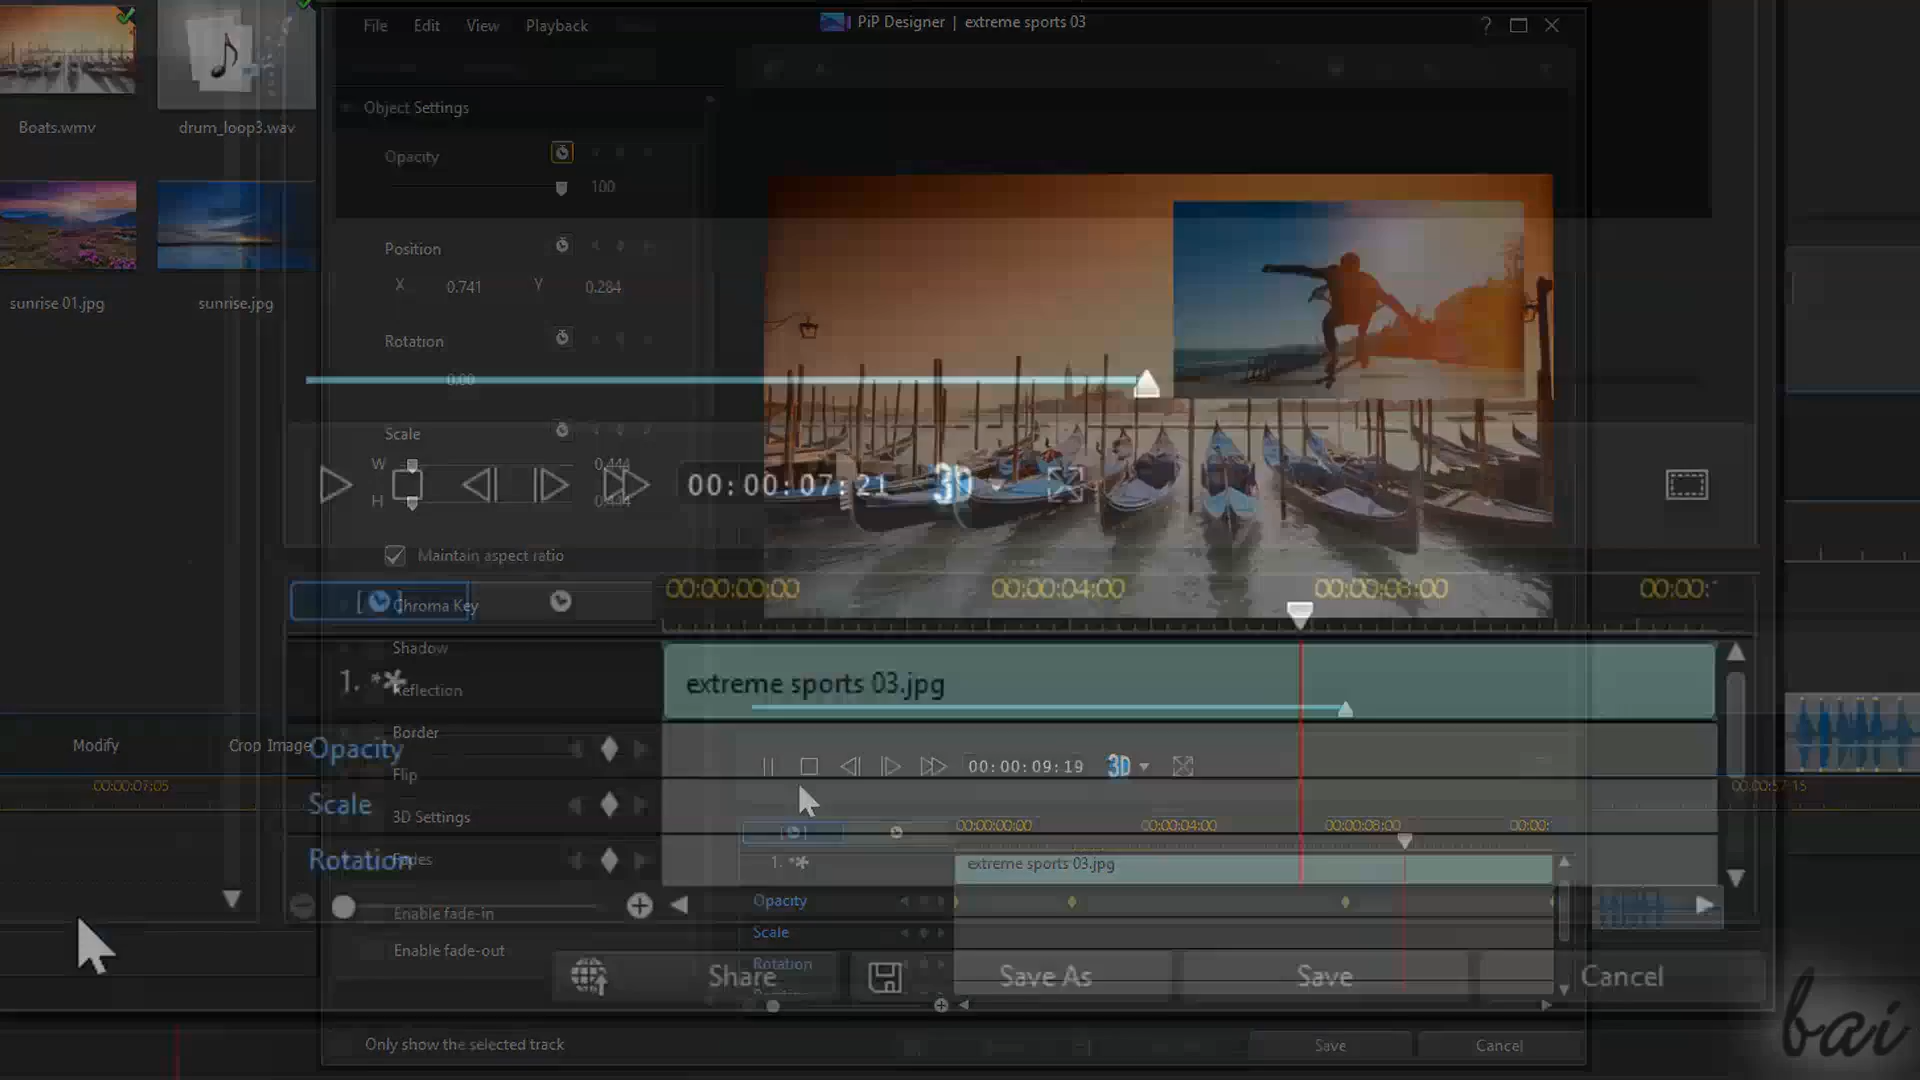 File Edit View Playback
PiP Designer | extreme sports 03
?
Boats.wmv
drum_loop3.wav
Object Settings
Opacity
100
Position
X 0.741 Y 0.284
sunrise 01.jpg
sunrise.jpg
Rotation
0.00
Scale
W 0.444
H 0.444
00:00:07:21
3D
Maintain aspect ratio
00:00:00:00
00:00:04:00
00:00:08:00
00:00:
Chroma Key
Shadow
1.
Reflection
extreme sports 03.jpg
Border
Modify
Crop Image
Opacity
Flip
00:00:09:19
3D
00:00:07:05
00:00:57:15
Scale
3D Settings
00:00:00:00
00:00:04:00
00:00:08:00
00:00:
Rotation
Fades
1.
extreme sports 03.jpg
Opacity
Enable fade-in
Scale
Enable fade-out
Rotation
Share
Save As
Save
Cancel
Only show the selected track
Save
Cancel
bai